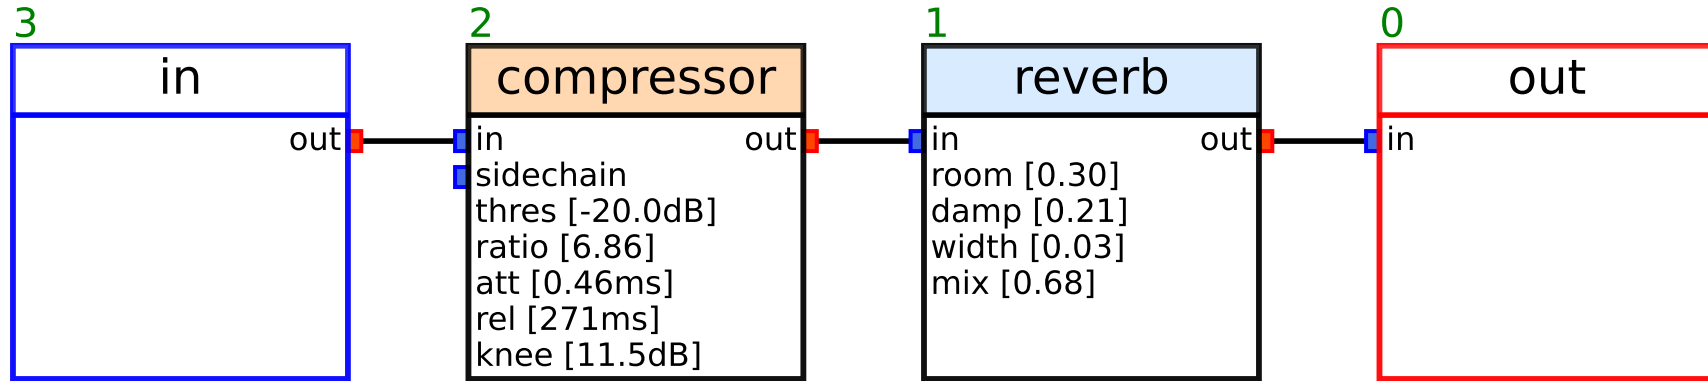 3
in
out
2
compressor
in out
sidechain
thres [-20.0dB]
ratio [6.86]
att [0.46ms]
rel [271ms]
knee [11.5dB]
1
reverb
in out
room [0.30]
damp [0.21]
width [0.03]
mix [0.68]
0
out
in